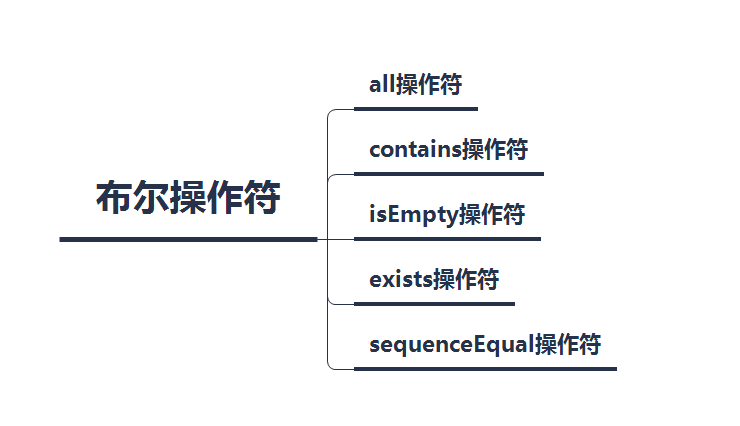 布尔操作符
all操作符
contains操作符
isEmpty操作符
exists操作符
sequenceEqual操作符